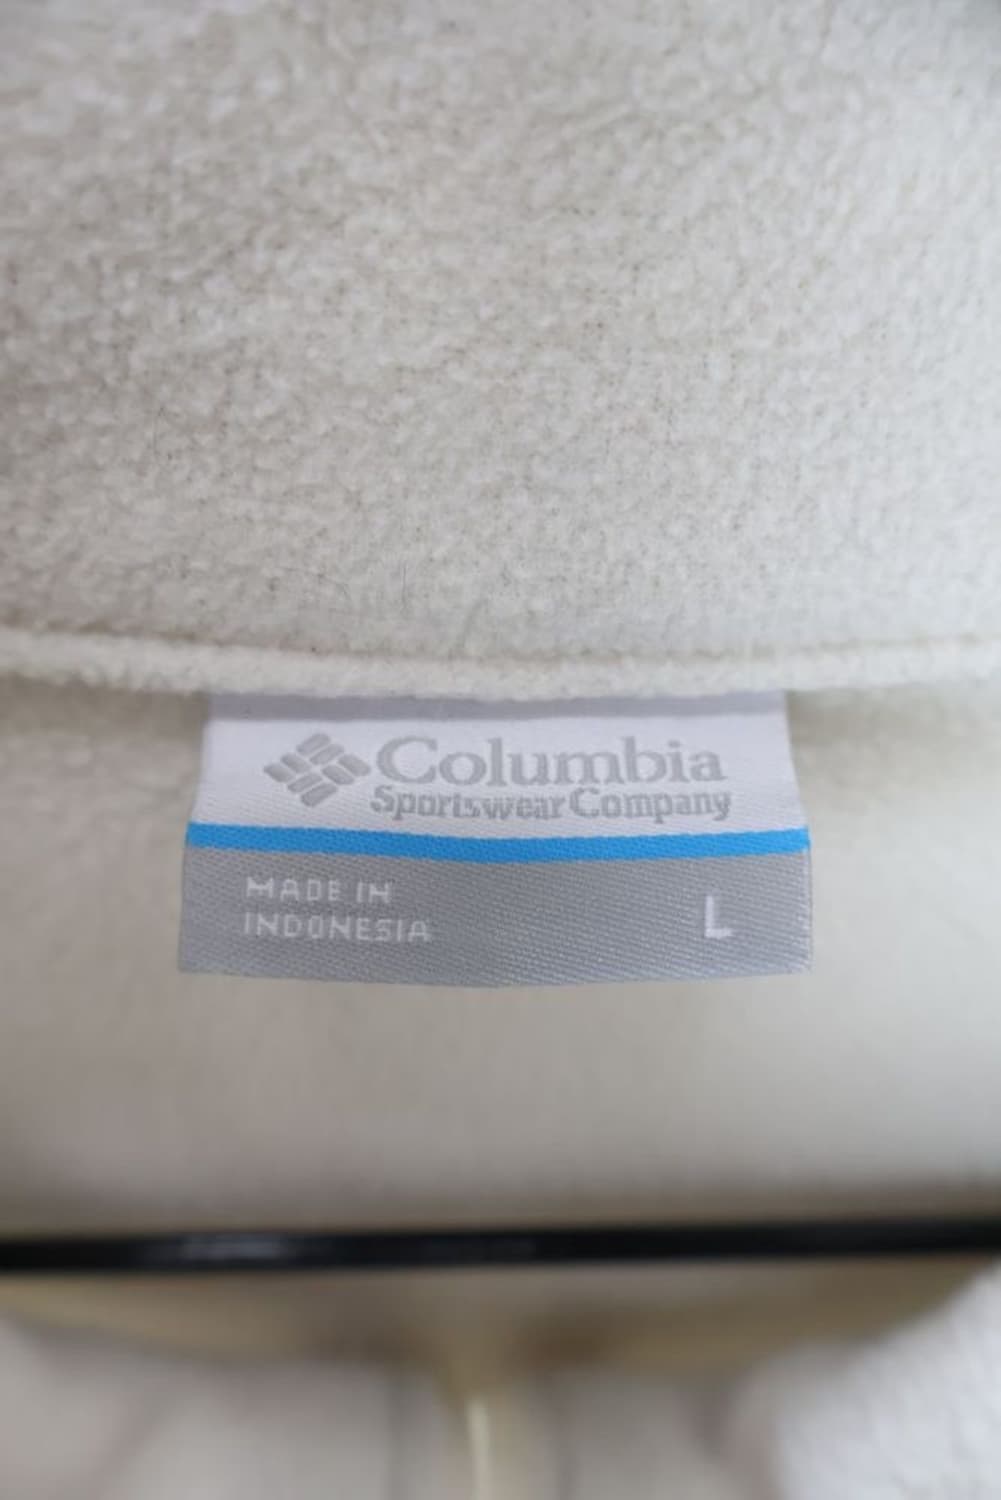 Columbia
Sportswear Company
MADE IN
INDONESIA
L